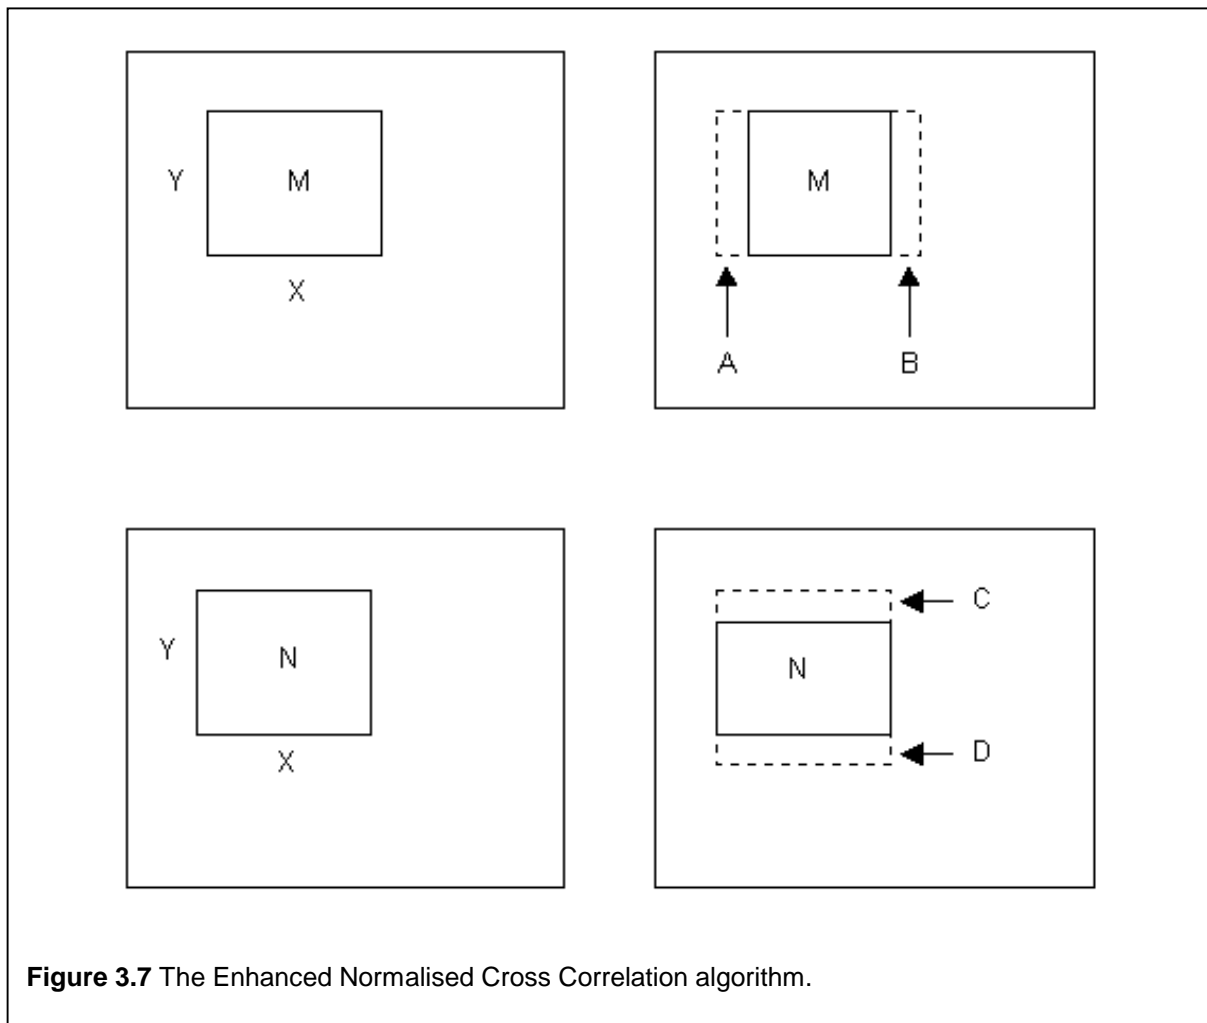 Y
M
X
M
A
B
Y
N
X
C
N
D
Figure 3.7 The Enhanced Normalised Cross Correlation algorithm.